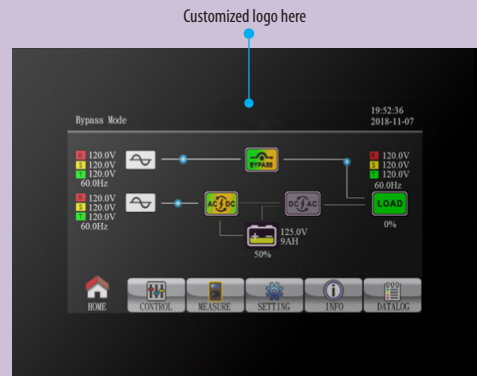 Customized logo here
Bypass Mode
19:52:36
2018-11-07
R 120.0V
S 120.0V
T 120.0V
60.0Hz
BYPASS
R 120.0V
S 120.0V
T 120.0V
60.0Hz
R 120.0V
S 120.0V
T 120.0V
60.0Hz
AC DC
DC AC
LOAD
0%
125.0V
9AH
50%
HOME
CONTROL
MEASURE
SETTING
INFO
DATALOG